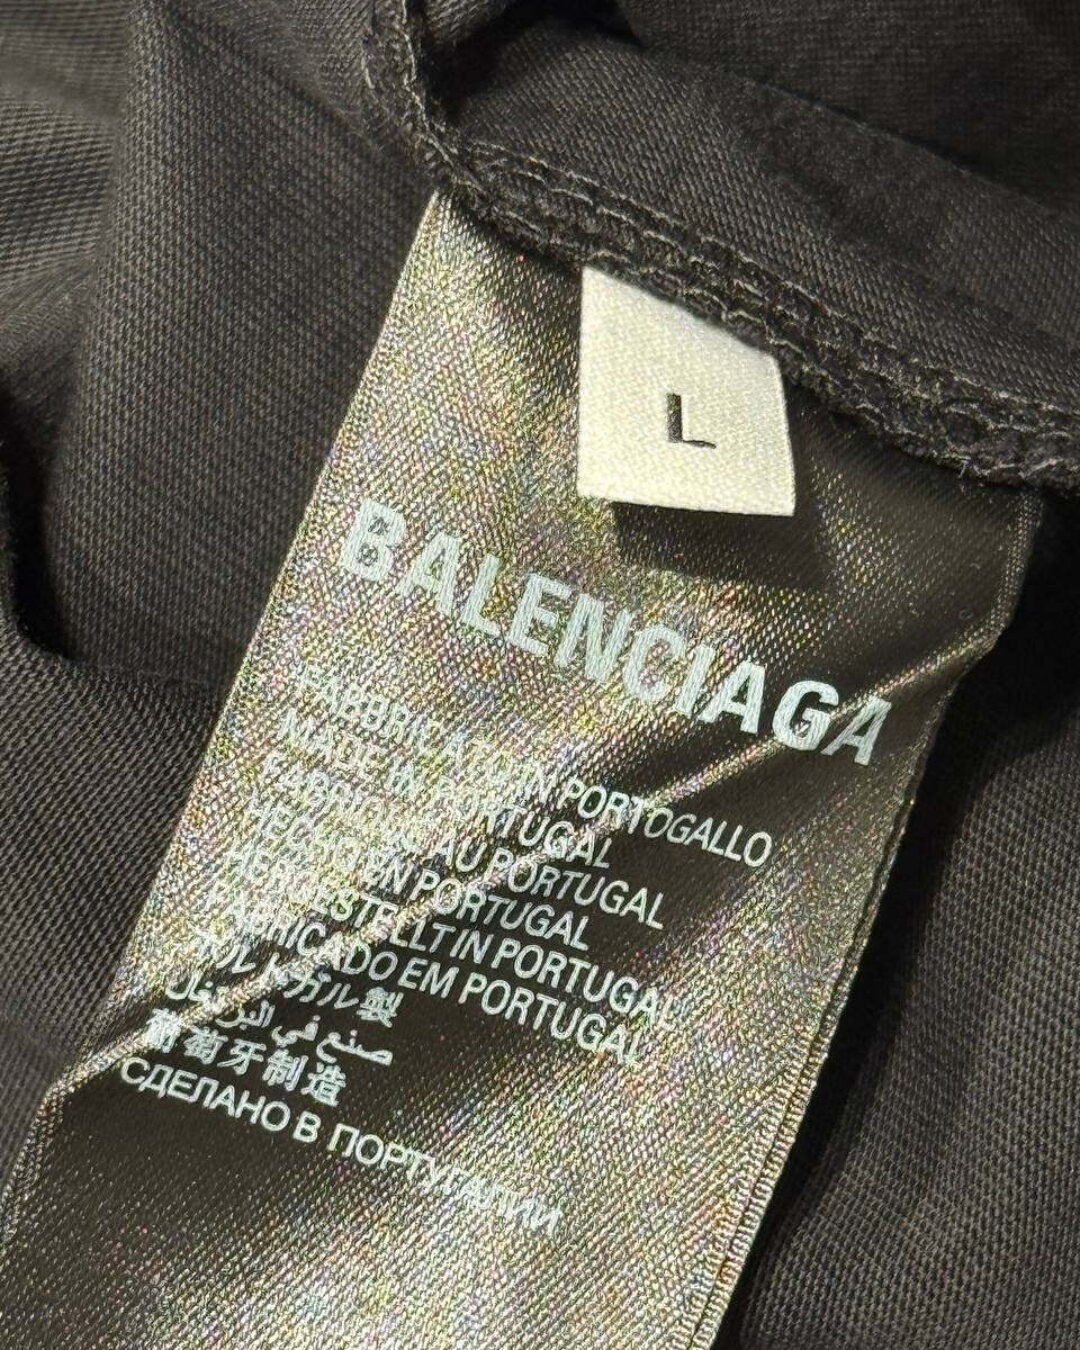 L
BALENCIAGA
FABBRICATO IN PORTOGALLO
MADE IN PORTUGAL
FABRIQUÉ AU PORTUGAL
HECHO EN PORTUGAL
HERGESTELLT IN PORTUGAL
FABRICADO EM PORTUGAL
ポルトガル製
صنع في البرتغال
葡萄牙制造
СДЕЛАНО В ПОРТУГАЛИИ